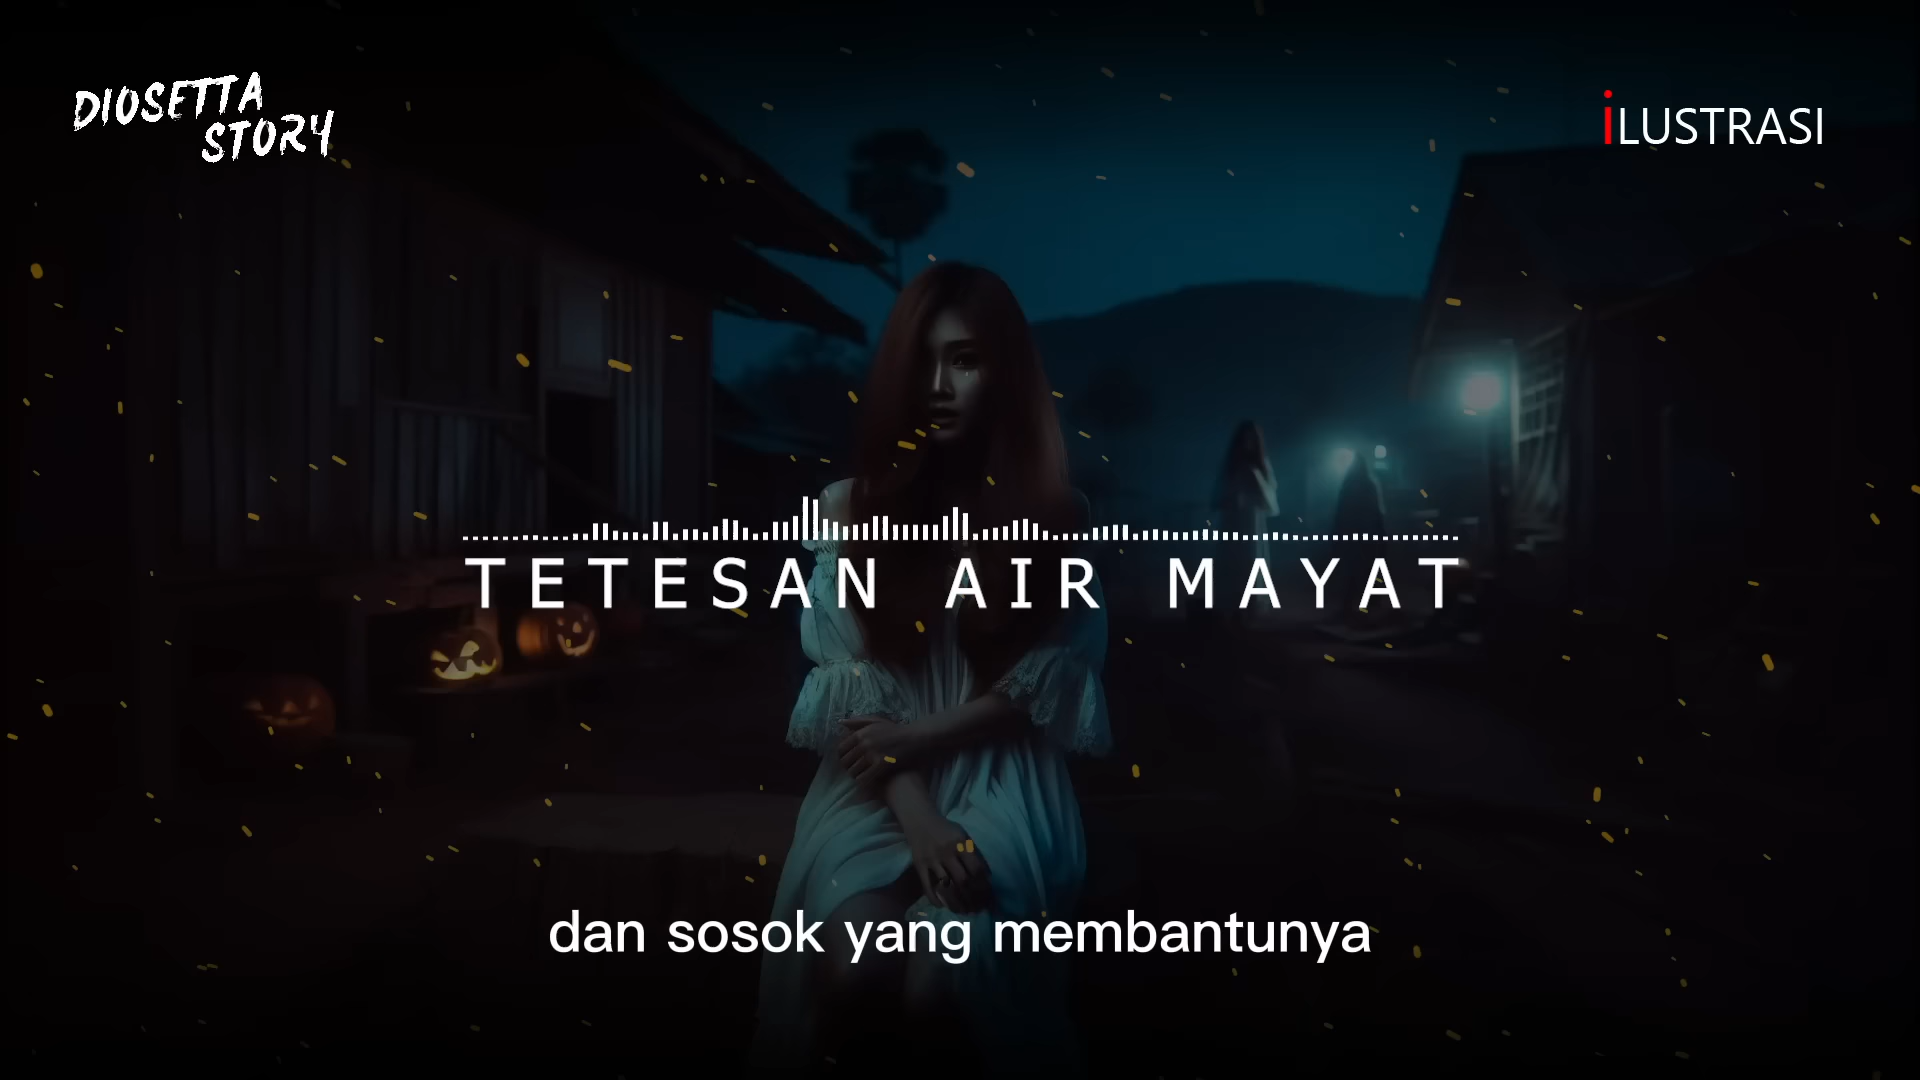 DIOSETTA
STORY
iLUSTRASI
TETESAN AIR MAYAT
dan sosok yang membantunya